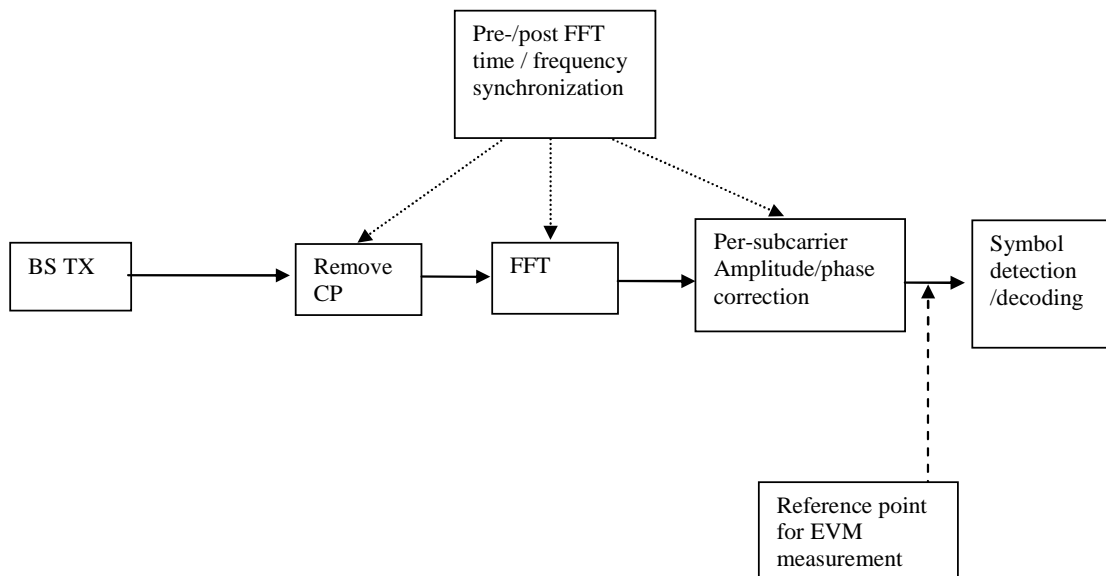 Pre-/post FFT
time / frequency
synchronization
BS TX
Remove
CP
FFT
Per-subcarrier
Amplitude/phase
correction
Symbol
detection
/decoding
Reference point
for EVM
measurement